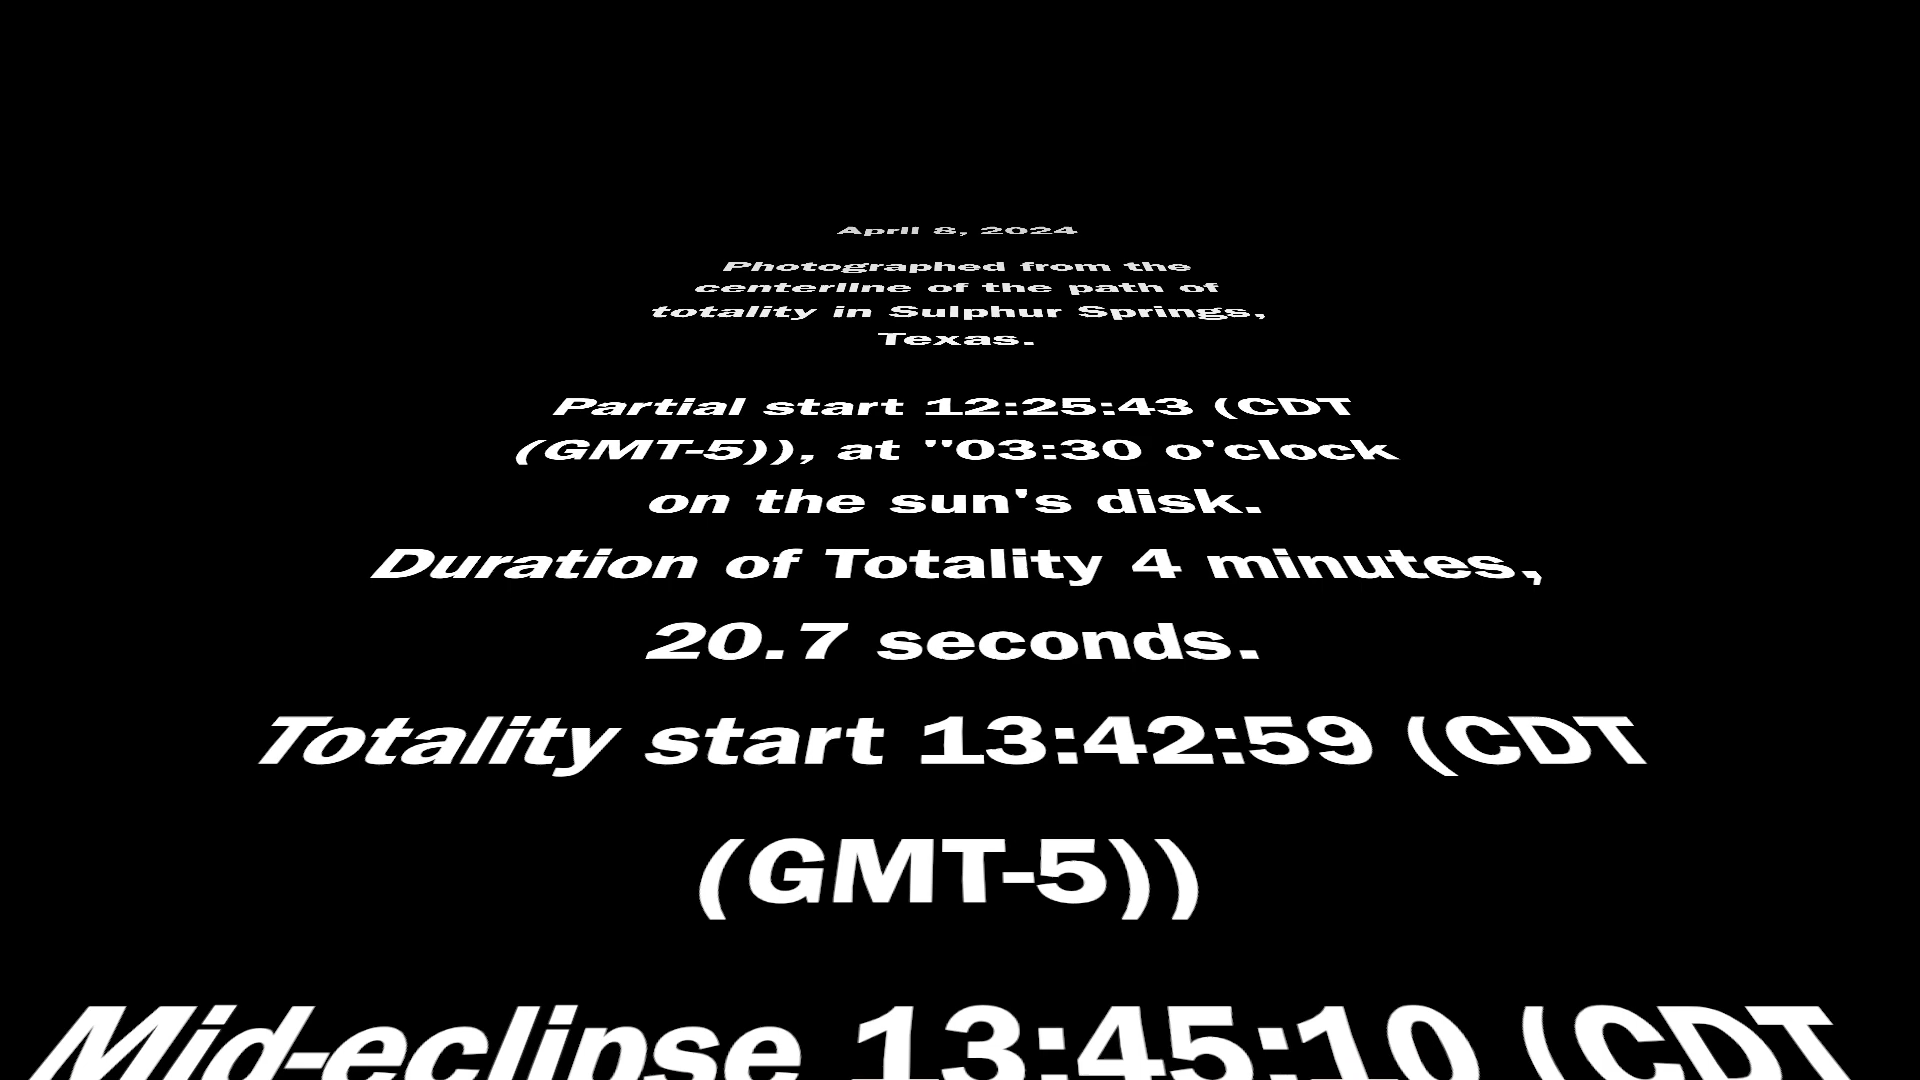 April 8, 2024
Photographed from the
centerline of the path of
totality in Sulphur Springs,
Texas.
Partial start 12:25:43 (CDT
(GMT-5)), at "03:30 o'clock
on the sun's disk.
Duration of Totality 4 minutes,
20.7 seconds.
Totality start 13:42:59 (CDT
(GMT-5))
Mid-eclipse 13:45:10 (CDT